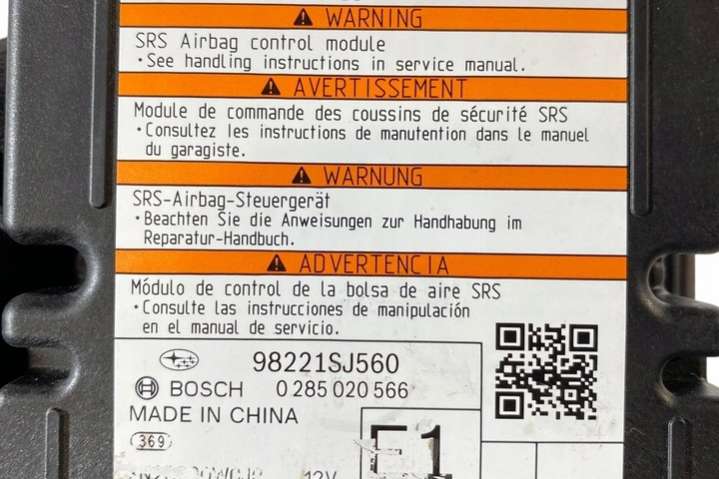 WARNING
SRS Airbag control module
・See handling instructions in service manual.
AVERTISSEMENT
Module de commande des coussins de sécurité SRS
・Consultez les instructions de manutention dans le manuel
du garagiste.
WARNUNG
SRS-Airbag-Steuergerät
・Beachten Sie die Anweisungen zur Handhabung im
Reparatur-Handbuch.
ADVERTENCIA
Módulo de control de la bolsa de aire SRS
・Consulte las instrucciones de manipulación
en el manual de servicio.
98221SJ560
BOSCH 0 285 020 566
MADE IN CHINA
369
12V